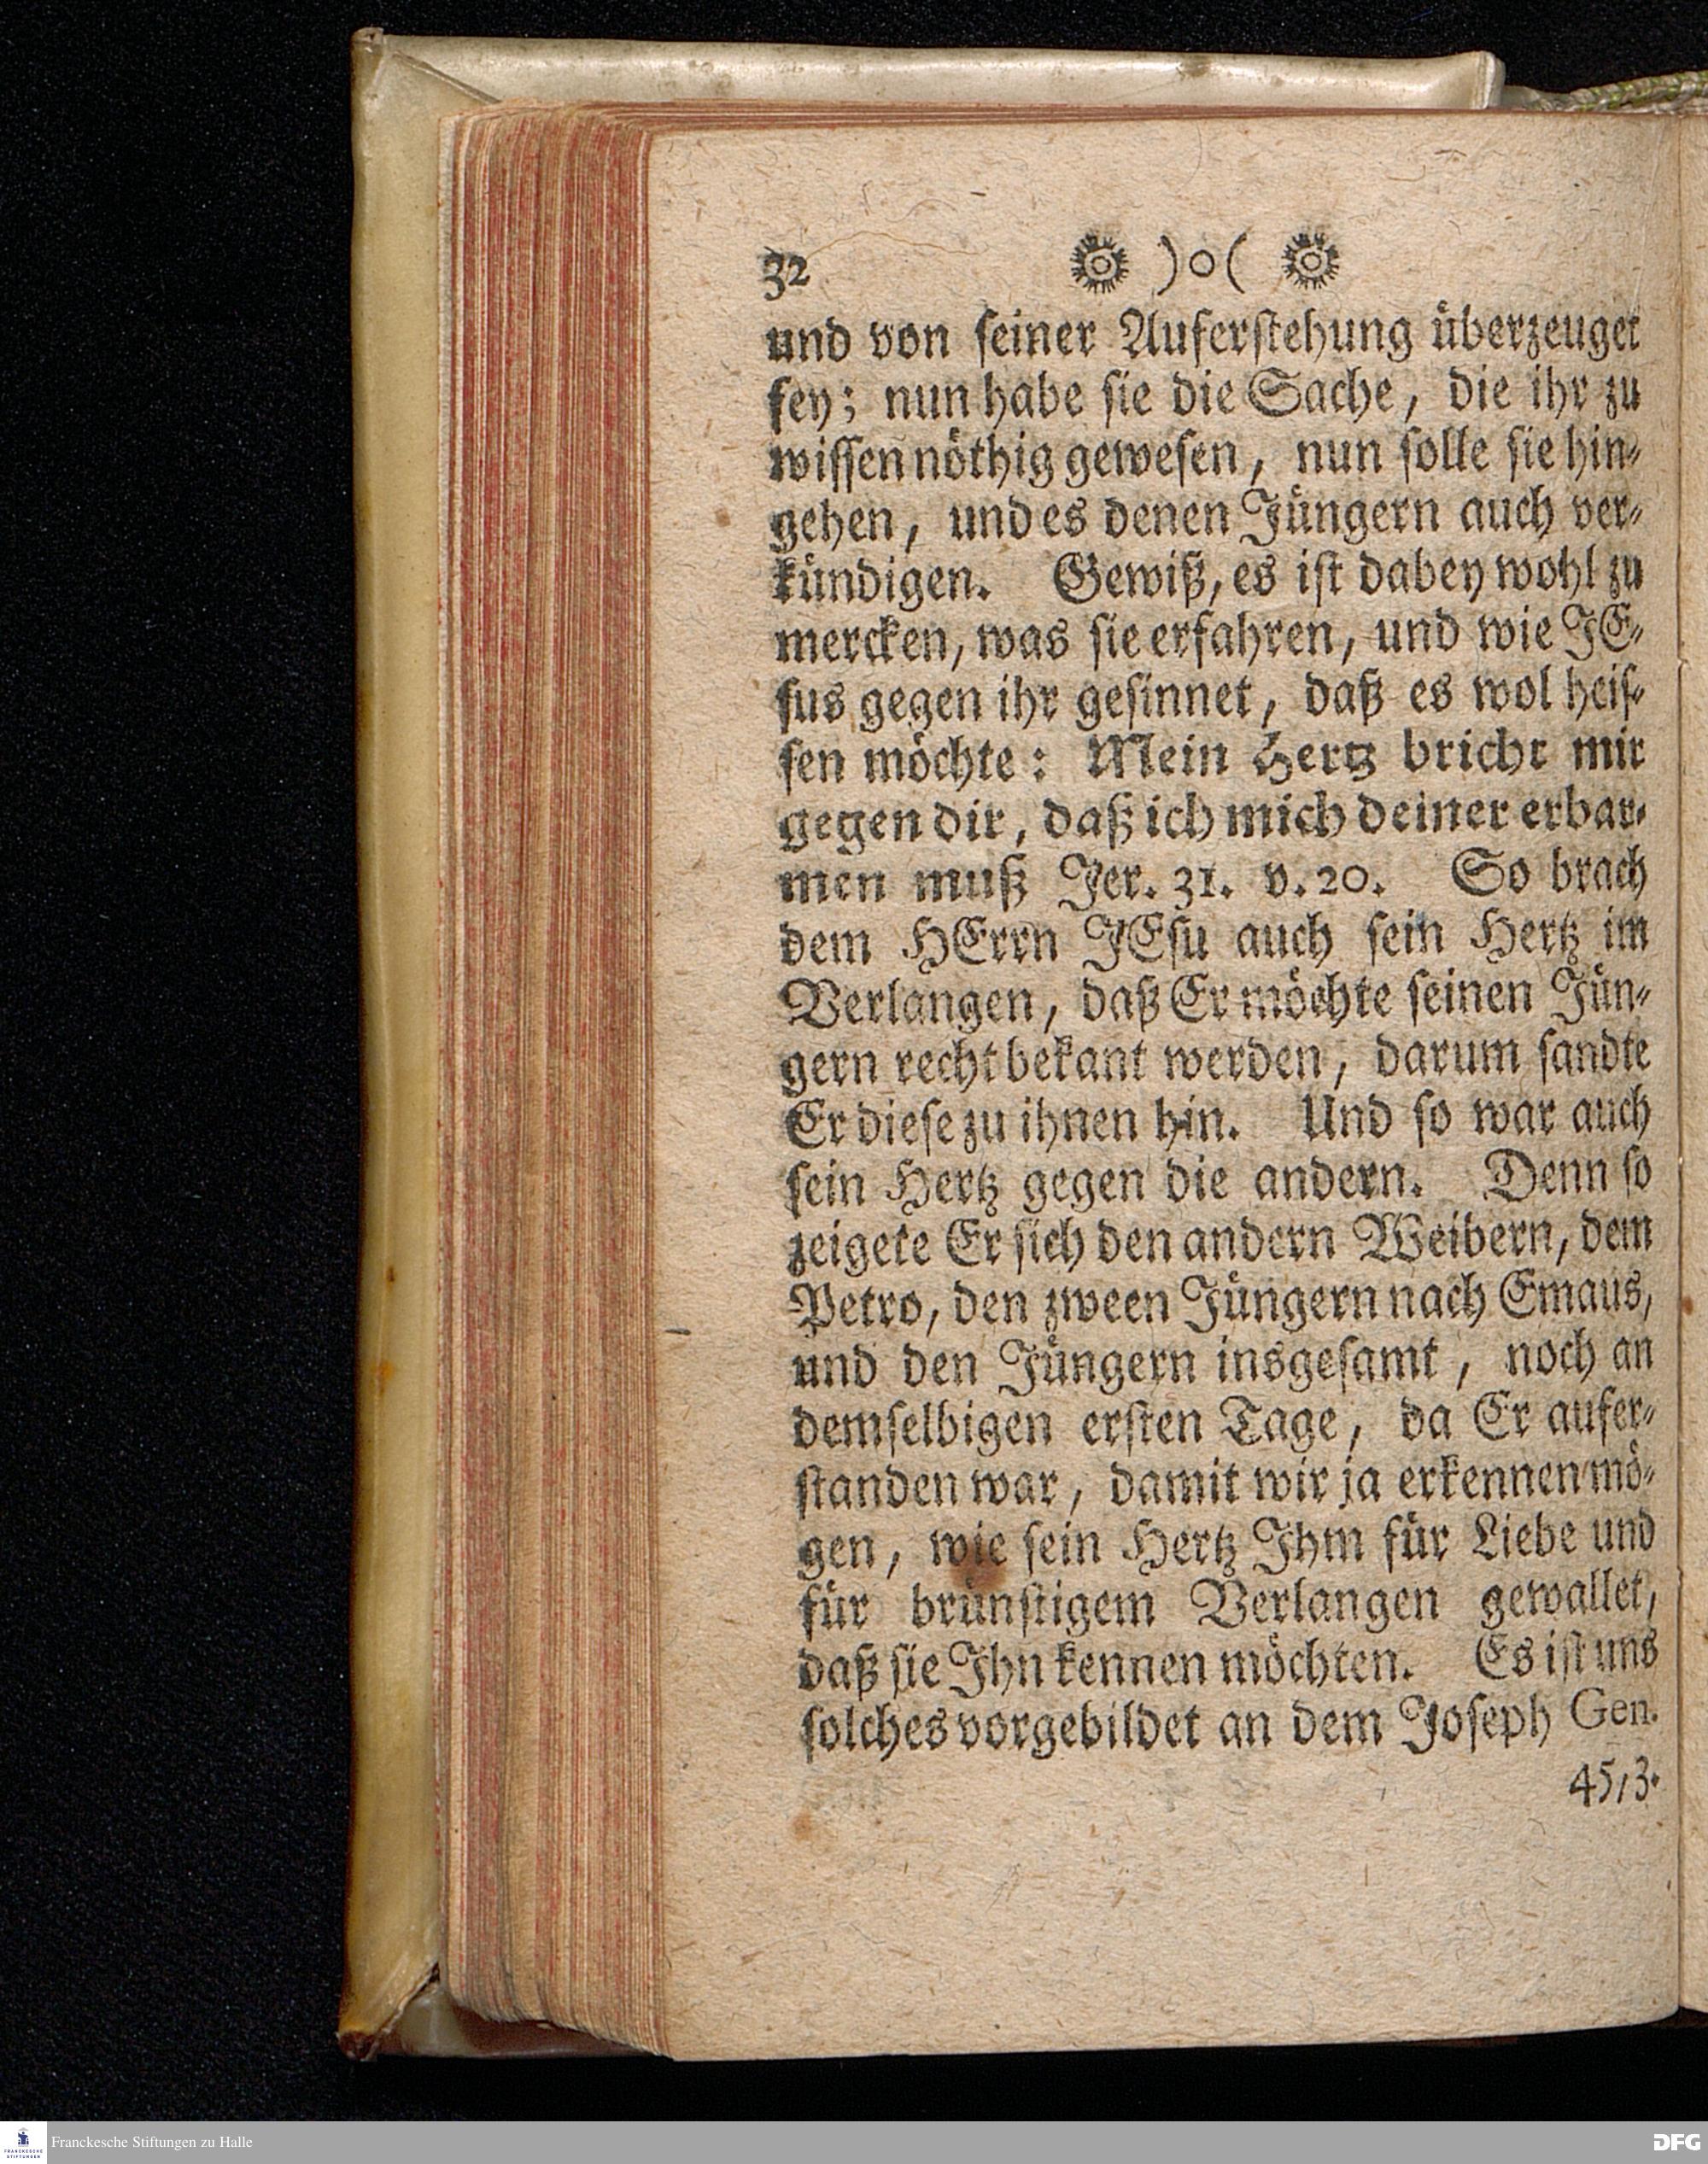 32 )o(
und von ſeiner Auferſtehung überzeuget
ſey; nun habe ſie die Sache, die ihr zu
wiſſen nöthig geweſen, nun ſolle ſie hin-
gehen, und es denen Jüngern auch ver-
kündigen. Gewiß, es iſt dabey wohl zu
mercken, was ſie erfahren, und wie JE-
ſus gegen ihr geſinnet, daß es wol heiſ-
ſen möchte: Mein Hertz bricht mir
gegen dir, daß ich mich deiner erbar-
men muß Jer. 31. v. 20. So brach
dem HErrn JEſu auch ſein Hertz im
Verlangen, daß Er möchte ſeinen Jün-
gern recht bekant werden, darum ſandte
Er dieſe zu ihnen hin. Und ſo war auch
ſein Hertz gegen die andern. Denn ſo
zeigete Er ſich den andern Weibern, dem
Petro, den zween Jüngern nach Emaus,
und den Jüngern insgeſamt, noch an
demſelbigen erſten Tage, da Er aufer-
ſtanden war, damit wir ja erkennen mö-
gen, wie ſein Hertz Ihm für Liebe und
für brünſtigem Verlangen gewallet,
daß ſie Ihn kennen möchten. Es iſt uns
ſolches vorgebildet an dem Joſeph Gen.
45,3.
FRANCKESCHE
STIFTUNGEN
Franckesche Stiftungen zu Halle
DFG